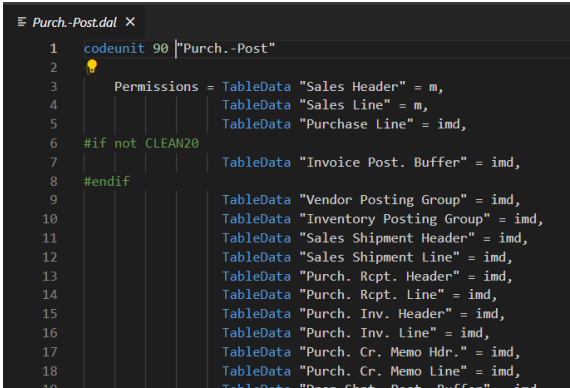 Purch.-Post.dal
1 codeunit 90 "Purch.-Post"
2
3 Permissions = TableData "Sales Header" = m,
4 TableData "Sales Line" = m,
5 TableData "Purchase Line" = imd,
6 #if not CLEAN20
7 TableData "Invoice Post. Buffer" = imd,
8 #endif
9 TableData "Vendor Posting Group" = imd,
10 TableData "Inventory Posting Group" = imd,
11 TableData "Sales Shipment Header" = imd,
12 TableData "Sales Shipment Line" = imd,
13 TableData "Purch. Rcpt. Header" = imd,
14 TableData "Purch. Rcpt. Line" = imd,
15 TableData "Purch. Inv. Header" = imd,
16 TableData "Purch. Inv. Line" = imd,
17 TableData "Purch. Cr. Memo Hdr." = imd,
18 TableData "Purch. Cr. Memo Line" = imd,